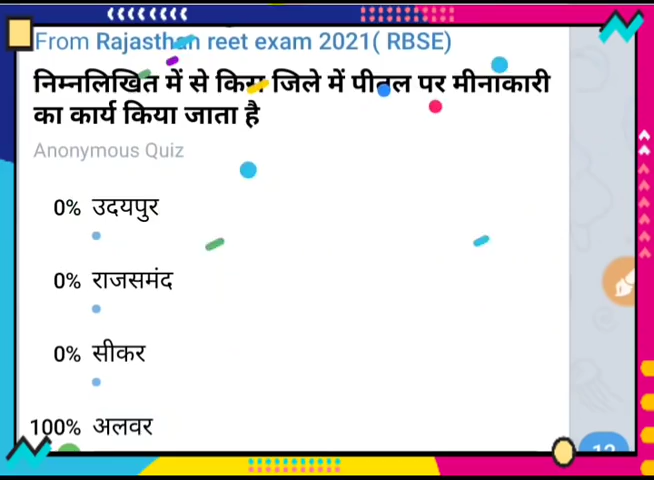 From Rajasthan reet exam 2021( RBSE)
निम्नलिखित में से किस जिले में पीतल पर मीनाकारी
का कार्य किया जाता है
Anonymous Quiz
0% उदयपुर
0% राजसमंद
0% सीकर
100% अलवर